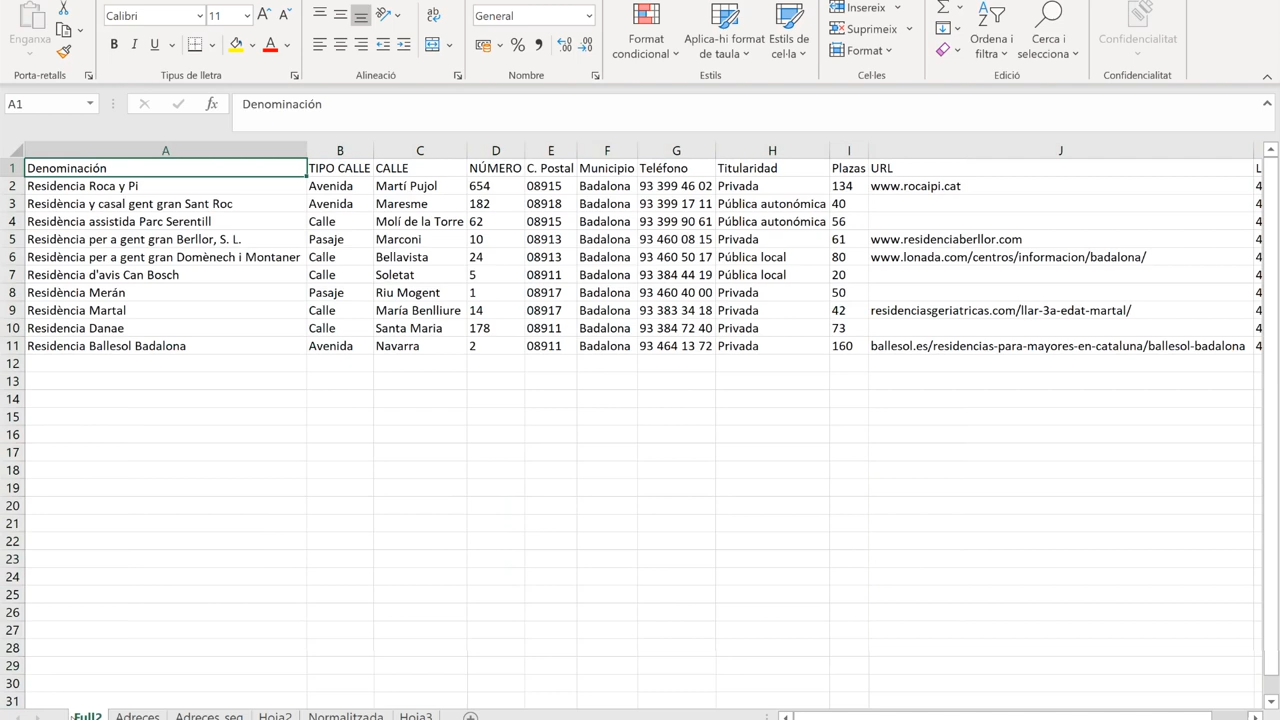 Calibri 11 General Insereix
Enganxa Format condicional Aplica-hi format de taula Estils de cel·la Suprimeix Ordena i filtra Cerca i selecciona Confidencialitat
Format
Porta-retalls Tipus de lletra Alineació Nombre Estils Cel·les Edició Confidencialitat
A1 fx Denominación
A B C D E F G H I J
1 Denominación TIPO CALLE CALLE NÚMERO C. Postal Municipio Teléfono Titularidad Plazas URL L
2 Residencia Roca y Pi Avenida Martí Pujol 654 08915 Badalona 93 399 46 02 Privada 134 www.rocaipi.cat 4
3 Residència y casal gent gran Sant Roc Avenida Maresme 182 08918 Badalona 93 399 17 11 Pública autonómica 40 4
4 Residència assistida Parc Serentill Calle Molí de la Torre 62 08915 Badalona 93 399 90 61 Pública autonómica 56 4
5 Residència per a gent gran Berllor, S. L. Pasaje Marconi 10 08913 Badalona 93 460 08 15 Privada 61 www.residenciaberllor.com 4
6 Residència per a gent gran Domènech i Montaner Calle Bellavista 24 08913 Badalona 93 460 50 17 Pública local 80 www.lonada.com/centros/informacion/badalona/ 4
7 Residència d'avis Can Bosch Calle Soletat 5 08911 Badalona 93 384 44 19 Pública local 20 4
8 Residència Merán Pasaje Riu Mogent 1 08917 Badalona 93 460 40 00 Privada 50 4
9 Residencia Martal Calle María Benlliure 14 08917 Badalona 93 383 34 18 Privada 42 residenciasgeriatricas.com/llar-3a-edat-martal/ 4
10 Residencia Danae Calle Santa Maria 178 08911 Badalona 93 384 72 40 Privada 73 4
11 Residencia Ballesol Badalona Avenida Navarra 2 08911 Badalona 93 464 13 72 Privada 160 ballesol.es/residencias-para-mayores-en-cataluna/ballesol-badalona 4
12
13
14
15
16
17
18
19
20
21
22
23
24
25
26
27
28
29
30
31
Full2 Adreces Adreces_seg Hoja2 Normalitzada Hoja3